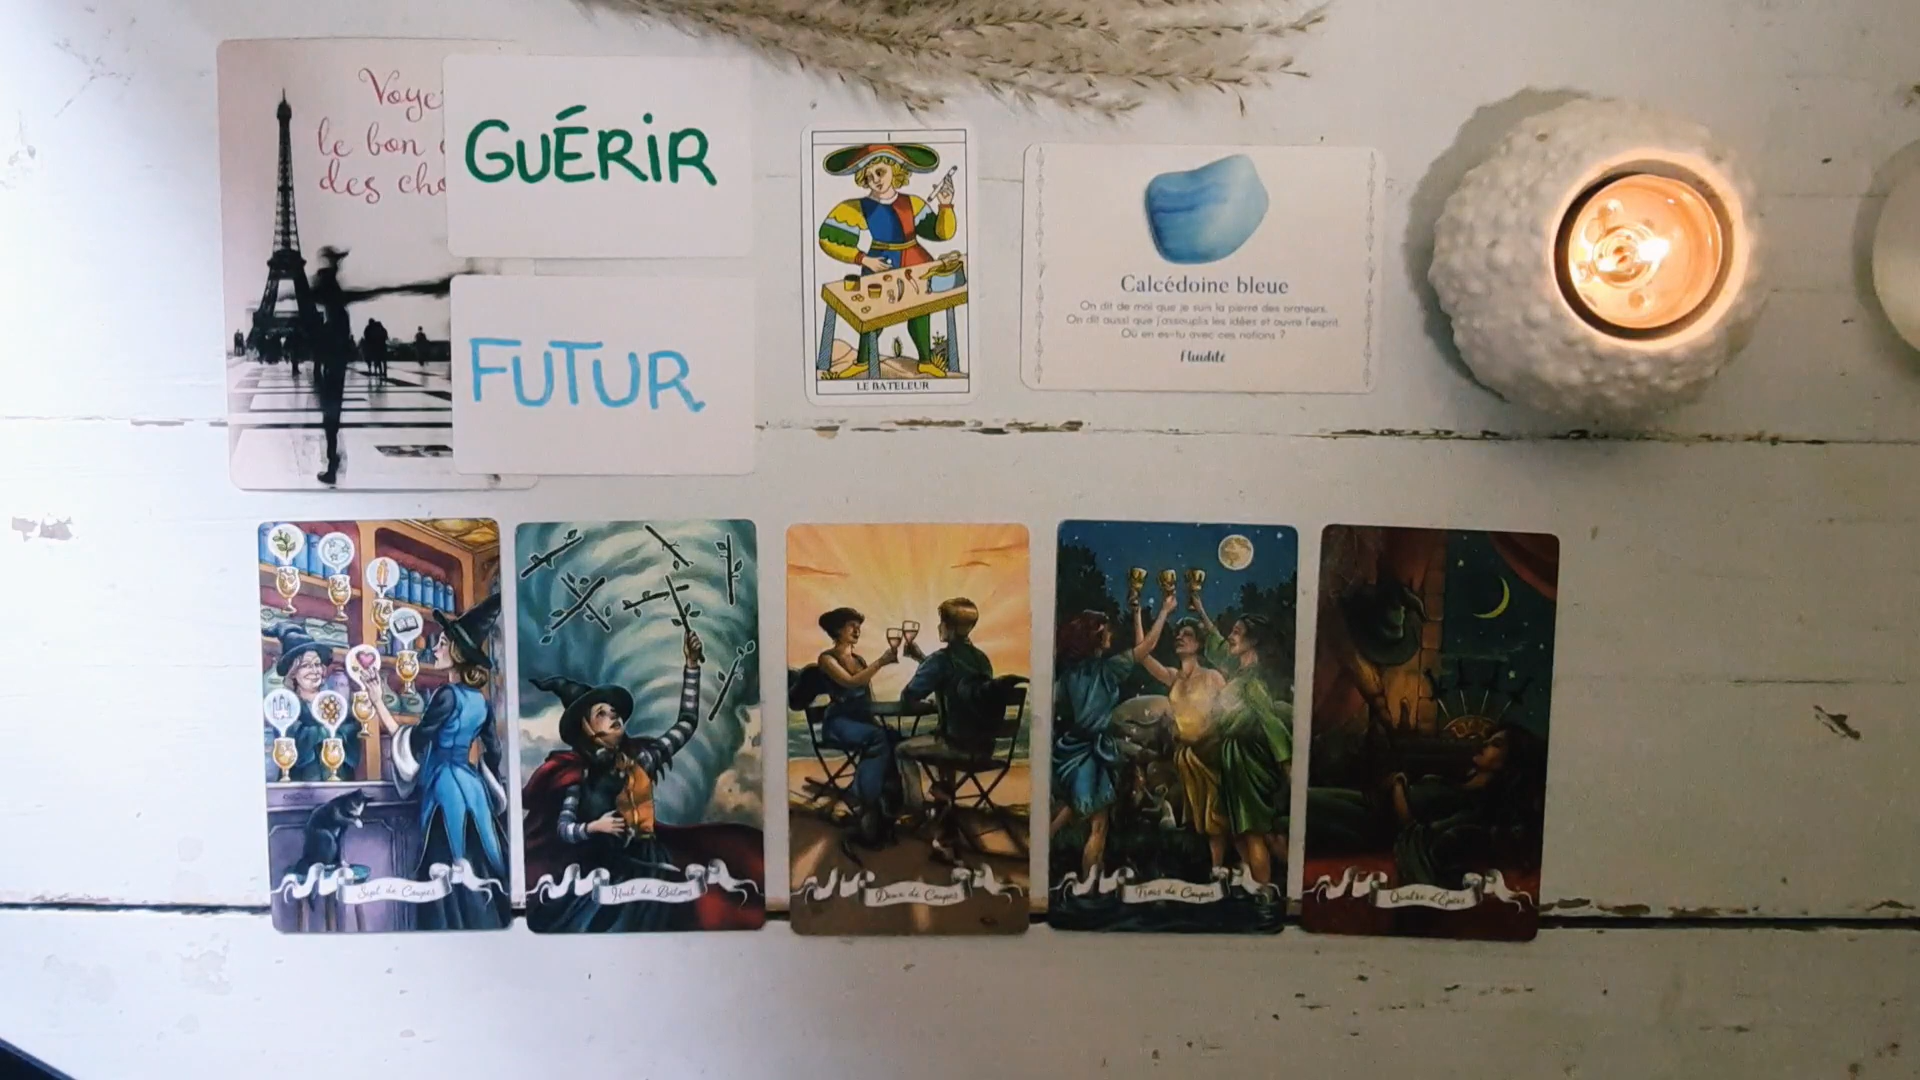 Voye
le bon
des cho
GUÉRIR
FUTUR
I
LE BATELEUR
Calcédoine bleue
On dit de moi que je suis la pierre des orateurs.
On dit aussi que j'assouplis les idées et ouvre l'esprit.
Où en es-tu avec ces notions ?
Fluidité
Sept de Coupes
Huit de Bâtons
Deux de Coupes
Trois de Coupes
Quatre d'Épées